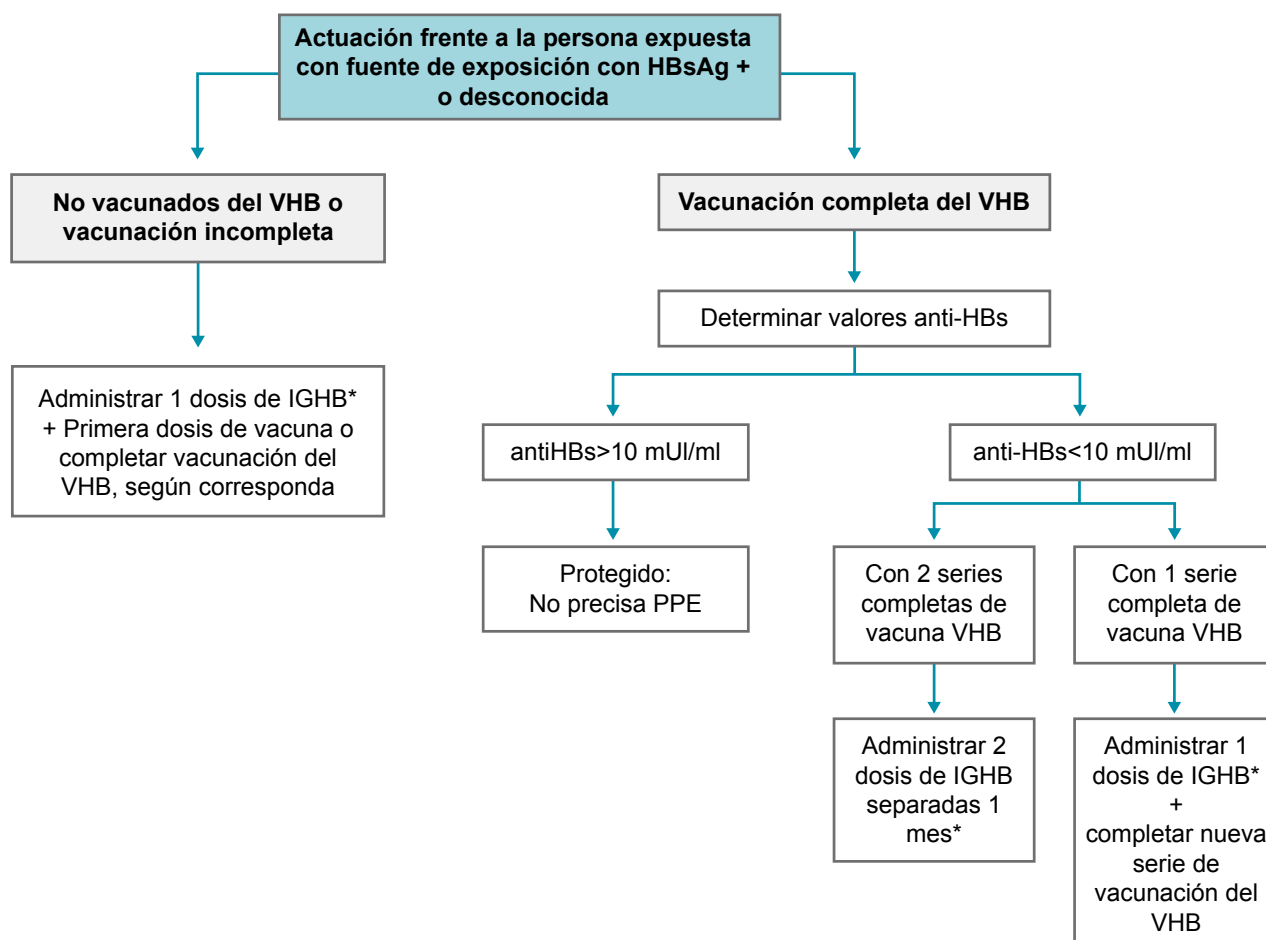 Actuación frente a la persona expuesta
con fuente de exposición con HBsAg +
o desconocida
No vacunados del VHB o
vacunación incompleta
Vacunación completa del VHB
Determinar valores anti-HBs
Administrar 1 dosis de IGHB*
+ Primera dosis de vacuna o
completar vacunación del
VHB, según corresponda
antiHBs>10 mUI/ml
anti-HBs<10 mUI/ml
Protegido:
No precisa PPE
Con 2 series
completas de
vacuna VHB
Con 1 serie
completa de
vacuna VHB
Administrar 2
dosis de IGHB
separadas 1
mes*
Administrar 1
dosis de IGHB*
+
completar nueva
serie de
vacunación del
VHB